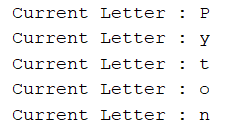 Current Letter : P
Current Letter : y
Current Letter : t
Current Letter : o
Current Letter : n